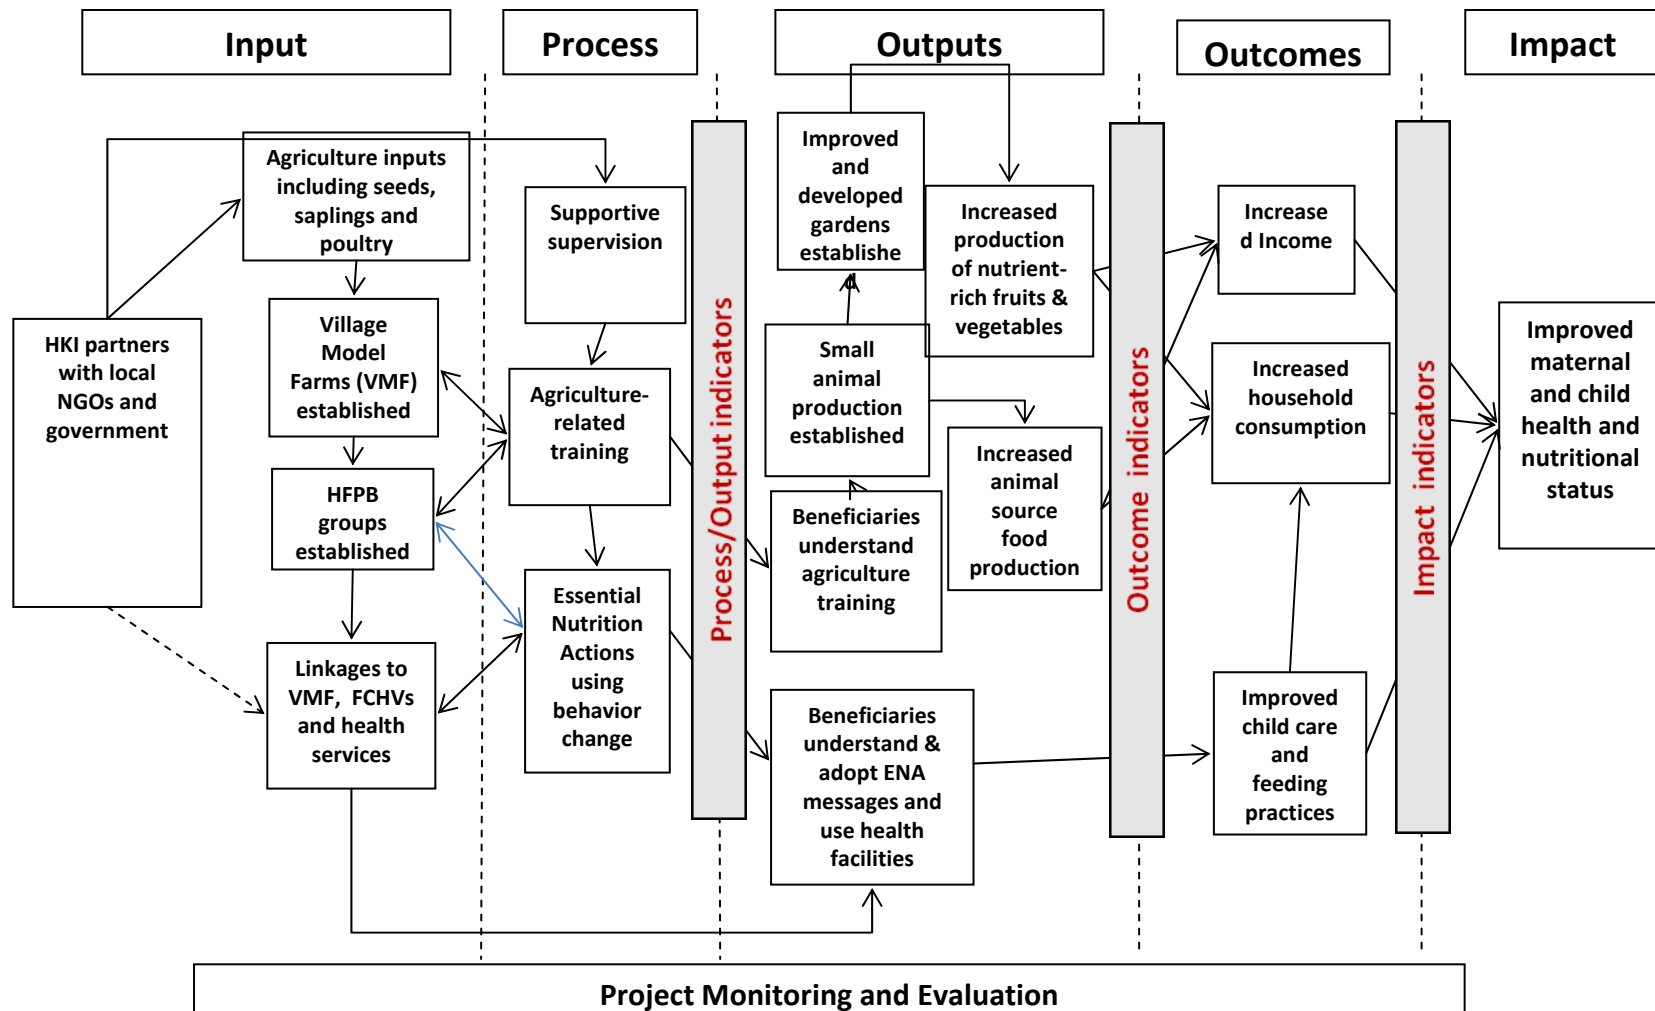 Input
Process
Outputs
Outcomes
Impact
HKI partners
with local
NGOs and
government
Agriculture inputs
including seeds,
saplings and
poultry
Village
Model
Farms (VMF)
established
HFPB
groups
established
Linkages to
VMF, FCHVs
and health
services
Supportive
supervision
Agriculture-
related
training
Essential
Nutrition
Actions
using
behavior
change
Process/Output indicators
Improved
and
developed
gardens
establishe
d
Increased
production
of nutrient-
rich fruits &
vegetables
Small
animal
production
established
Increased
animal
source
food
production
Beneficiaries
understand
agriculture
training
Beneficiaries
understand &
adopt ENA
messages and
use health
facilities
Outcome indicators
Increase
d Income
Increased
household
consumption
Improved
child care
and
feeding
practices
Impact indicators
Improved
maternal
and child
health and
nutritional
status
Project Monitoring and Evaluation